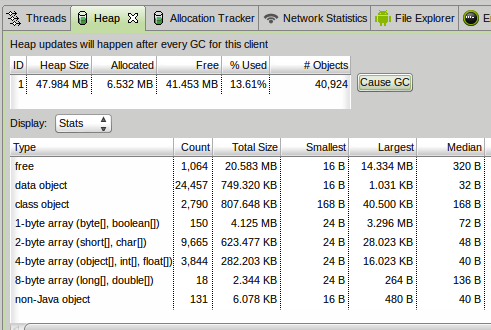 Threads Heap Allocation Tracker Network Statistics File Explorer
Heap updates will happen after every GC for this client
ID Heap Size Allocated Free % Used # Objects
1 47.984 MB 6.532 MB 41.453 MB 13.61% 40,924 Cause GC
Display: Stats
Type Count Total Size Smallest Largest Median
free 1,064 20.583 MB 16 B 14.334 MB 320 B
data object 24,457 749.320 KB 16 B 1.031 KB 32 B
class object 2,790 807.648 KB 168 B 40.500 KB 168 B
1-byte array (byte[], boolean[]) 150 4.125 MB 24 B 3.296 MB 72 B
2-byte array (short[], char[]) 9,665 623.477 KB 24 B 28.023 KB 48 B
4-byte array (object[], int[], float[]) 3,844 282.203 KB 24 B 16.023 KB 40 B
8-byte array (long[], double[]) 18 2.344 KB 24 B 264 B 136 B
non-Java object 131 6.078 KB 16 B 480 B 40 B